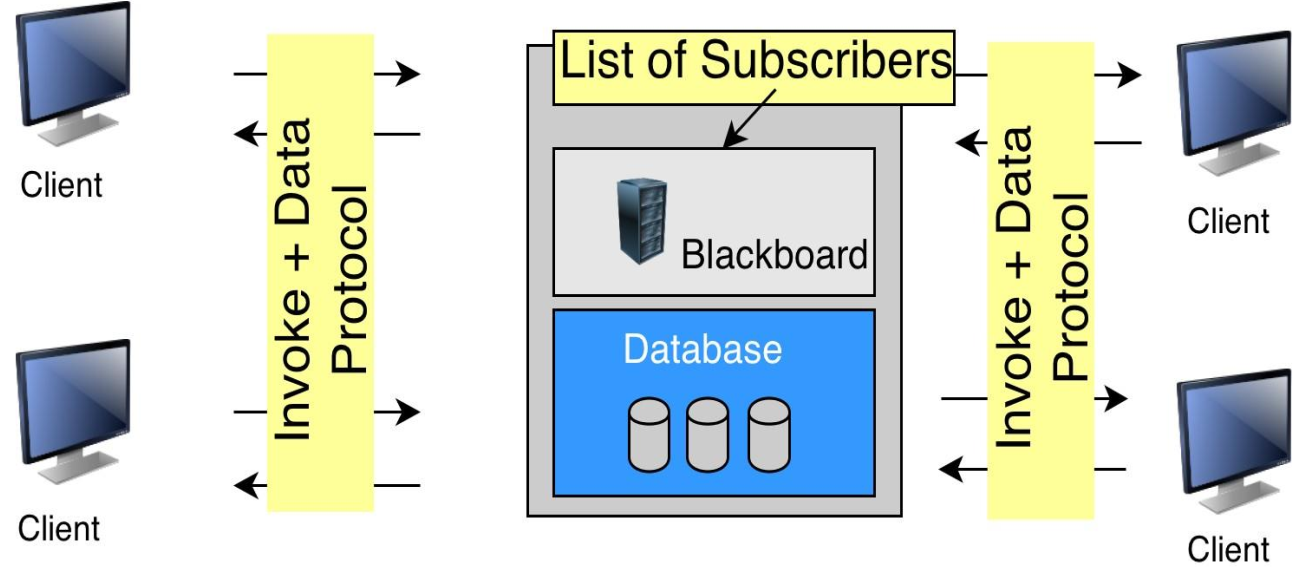 List of Subscribers
Client
Invoke + Data
Protocol
Blackboard
Invoke + Data
Protocol
Client
Database
Client
Client